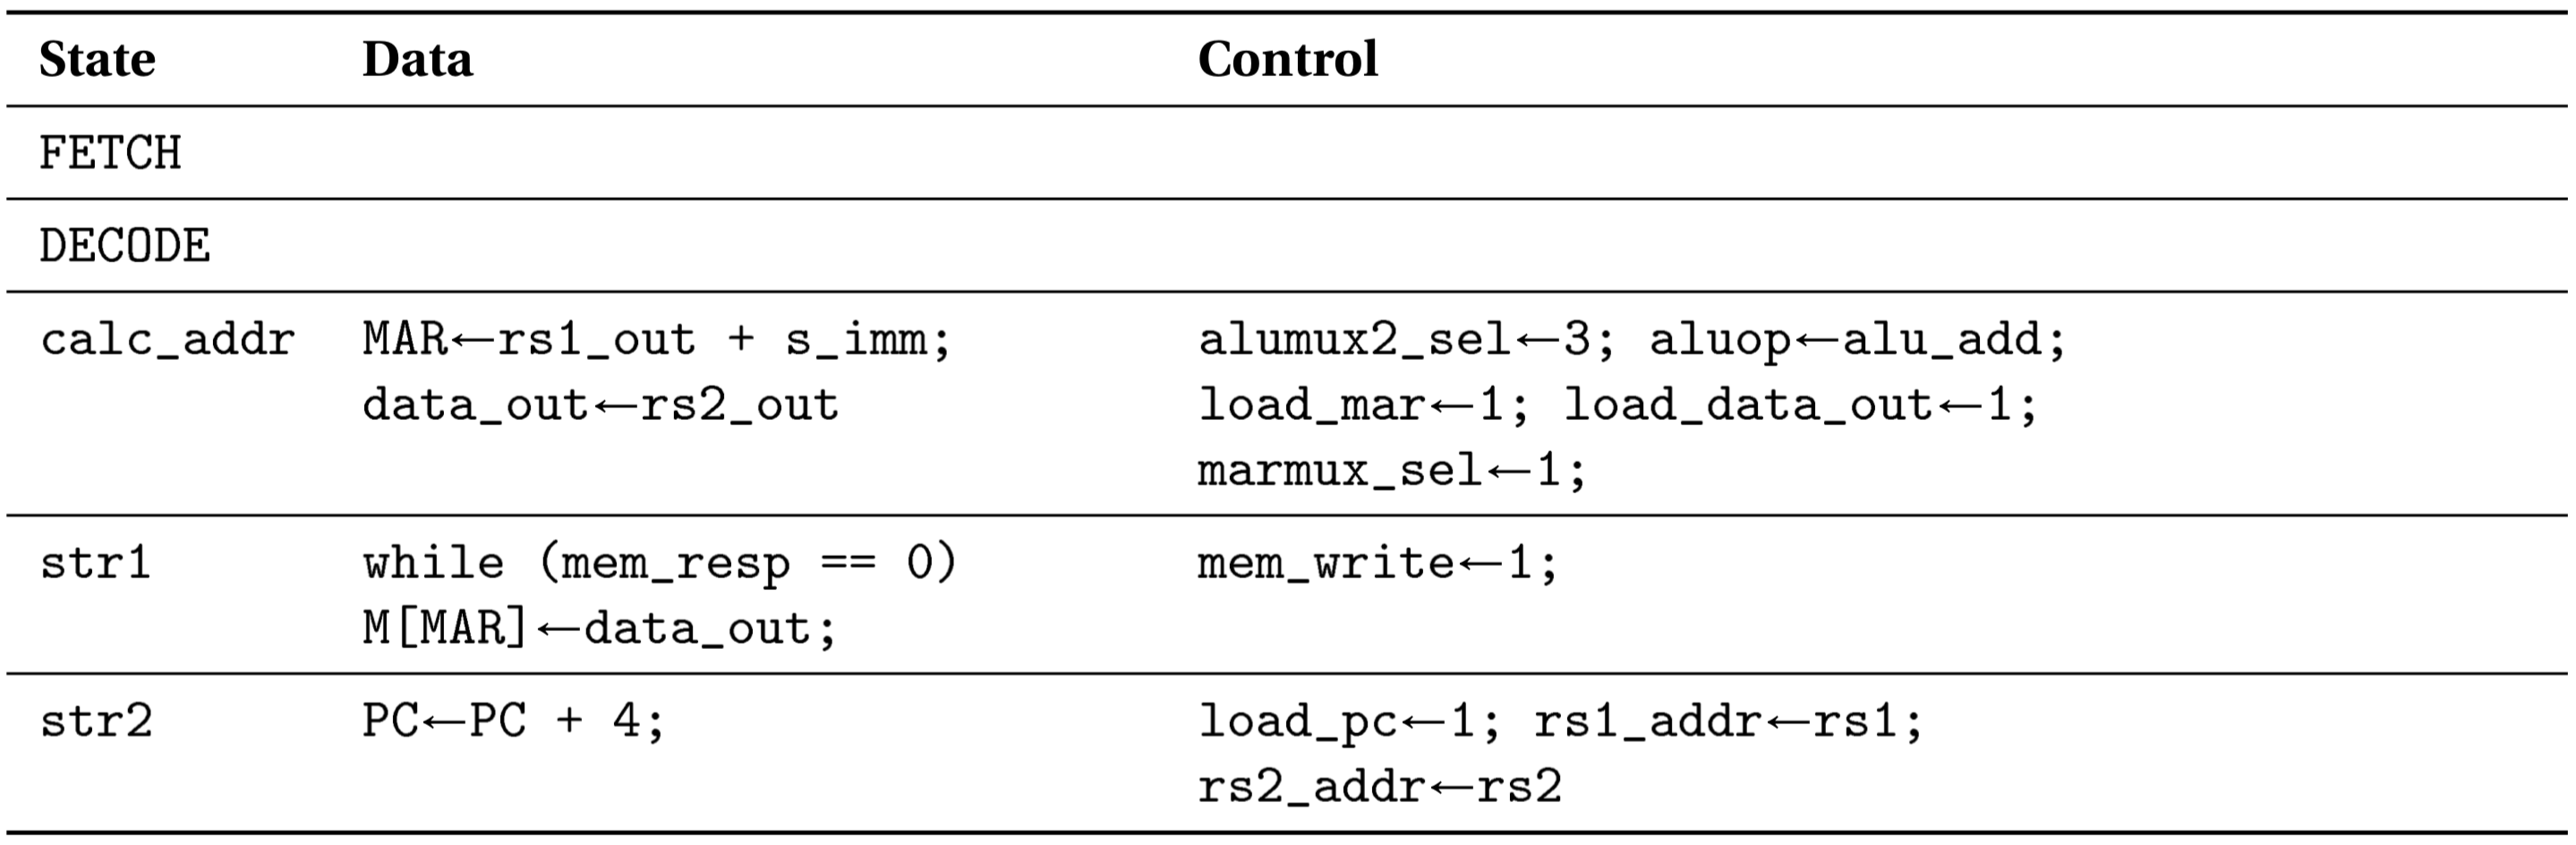 State Data Control
FETCH
DECODE
calc_addr MAR←rs1_out + s_imm; alumux2_sel←3; aluop←alu_add;
data_out←rs2_out load_mar←1; load_data_out←1;
marmux_sel←1;
str1 while (mem_resp == 0) mem_write←1;
M[MAR]←data_out;
str2 PC←PC + 4; load_pc←1; rs1_addr←rs1;
rs2_addr←rs2